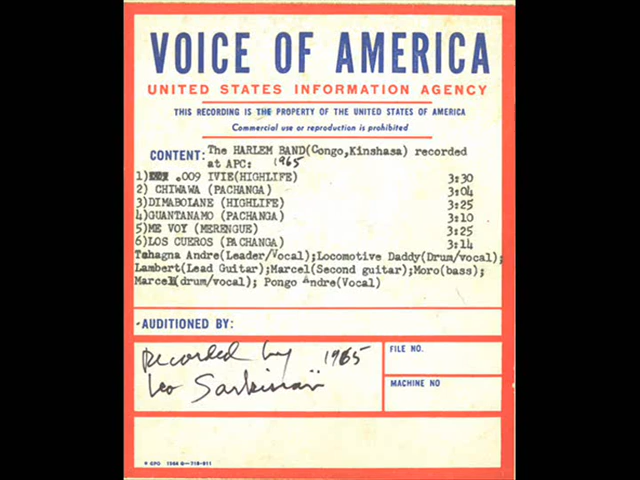 VOICE OF AMERICA
UNITED STATES INFORMATION AGENCY
THIS RECORDING IS THE PROPERTY OF THE UNITED STATES OF AMERICA
Commercial use or reproduction is prohibited
CONTENT: The HARLEM BAND(Congo,Kinshasa) recorded
at APC: 1965
1) .009 IVIE(HIGHLIFE) 3:30
2) CHIWAWA (PACHANGA) 3:04
3)DIMABOLANE (HIGHLIFE) 3:25
4)GUANTANAMO (PACHANGA) 3:10
5)ME VOY (MERENGUE) 3:25
6)LOS CUEROS (PACHANGA) 3:14
Tahagna Andre(Leader/Vocal);Locomotive Daddy(Drum/vocal);
Lambert(Lead Guitar);Marcel(Second guitar);Moro(bass);
Marcel(drum/vocal); Pongo Andre(Vocal)
AUDITIONED BY:
Recorded by 1965
Leo Sarkisian
FILE NO.
MACHINE NO
GPO 1964 O-718-911